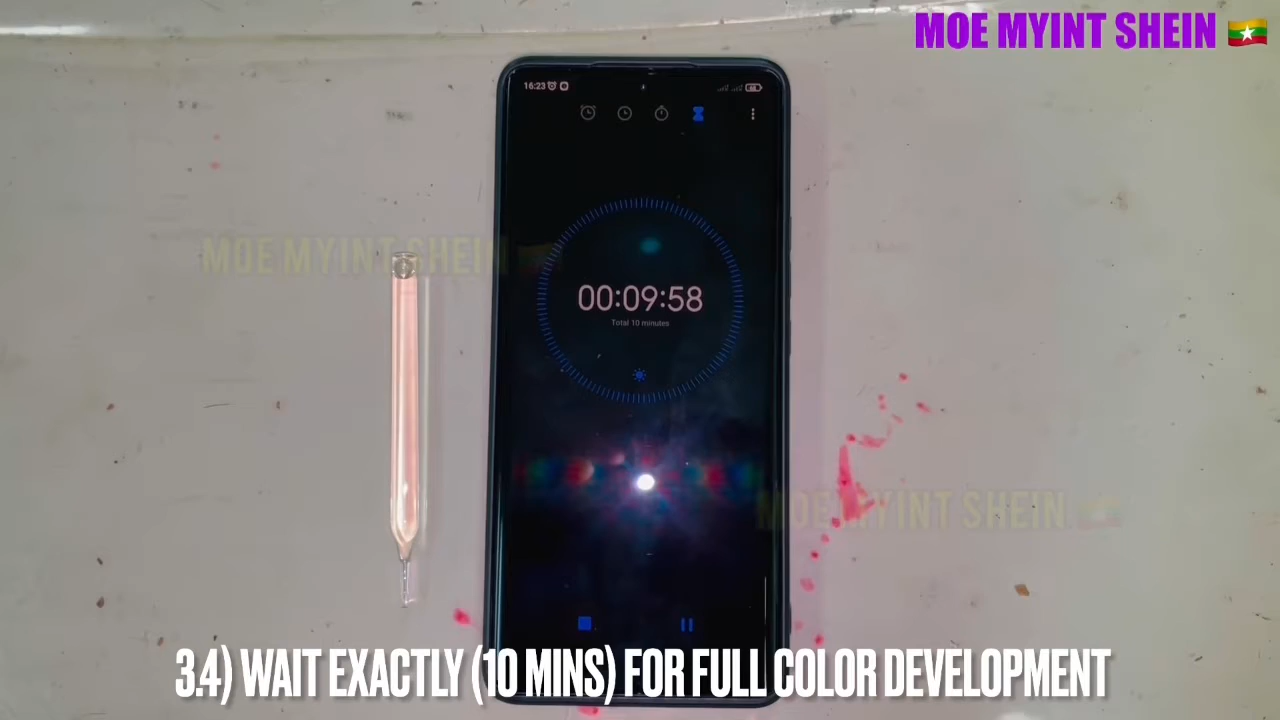 MOE MYINT SHEIN
16:23
68
MOE MYINT SHEIN
00:09:58
Total 10 minutes
MOE MYINT SHEIN
3.4) WAIT EXACTLY (10 MINS) FOR FULL COLOR DEVELOPMENT